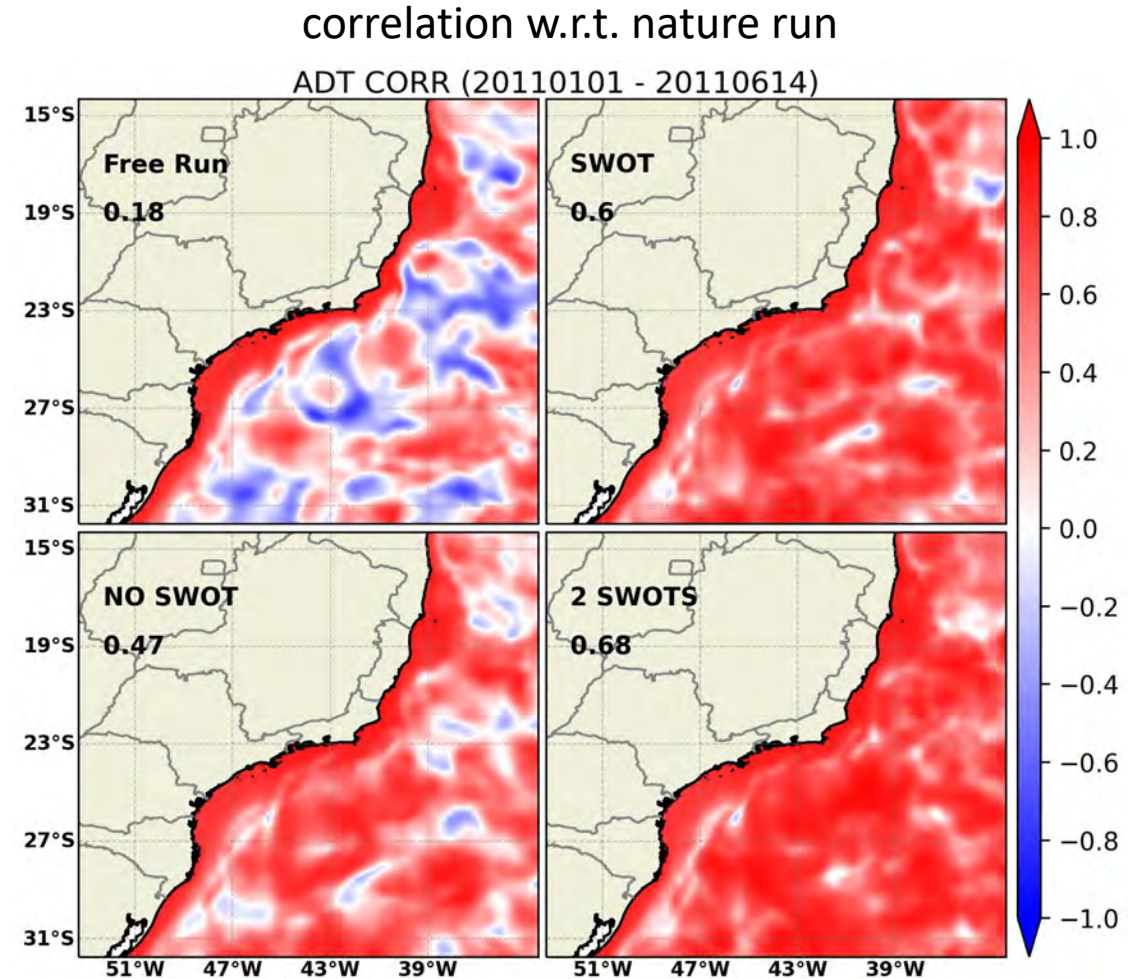 correlation w.r.t. nature run
ADT CORR (20110101 - 20110614)
15°S
19°S
23°S
27°S
31°S
Free Run
0.18
SWOT
0.6
15°S
19°S
23°S
27°S
31°S
NO SWOT
0.47
2 SWOTS
0.68
51°W 47°W 43°W 39°W
51°W 47°W 43°W 39°W
1.0
0.8
0.6
0.4
0.2
0.0
−0.2
−0.4
−0.6
−0.8
−1.0